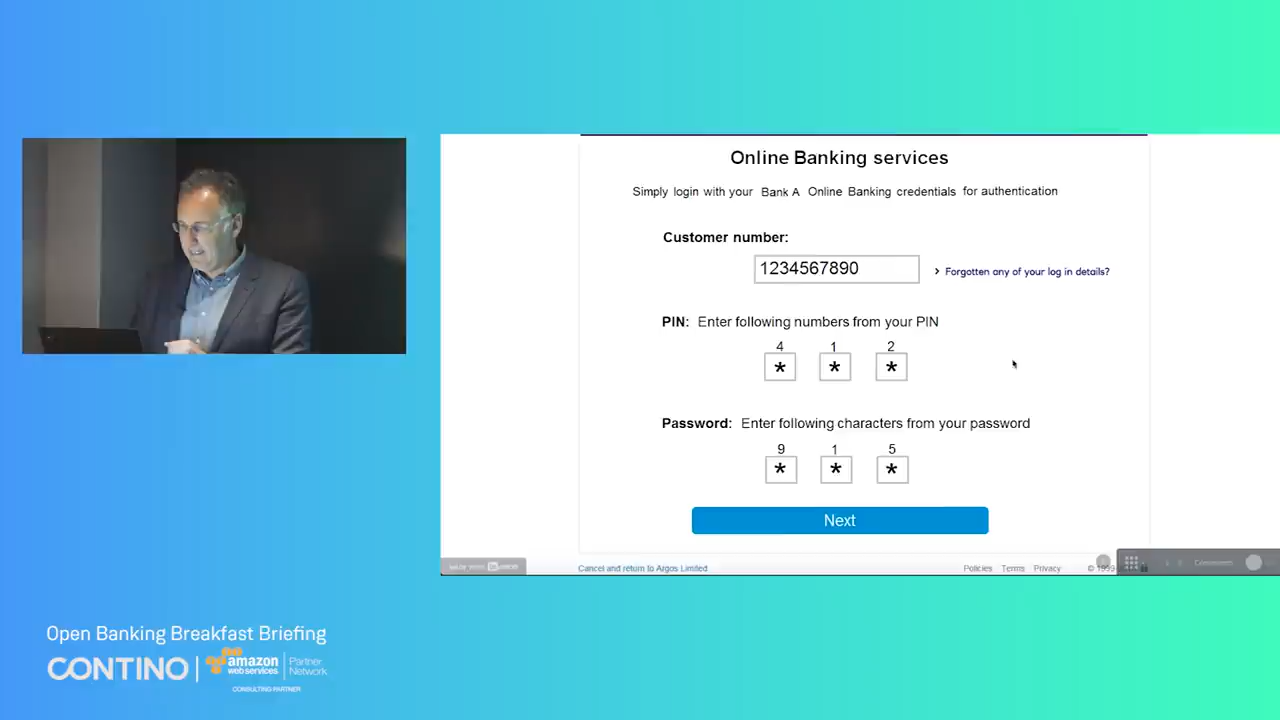 Online Banking services
Simply login with your Bank A Online Banking credentials for authentication
Customer number:
1234567890
Forgotten any of your log in details?
PIN: Enter following numbers from your PIN
4 1 2
* * *
Password: Enter following characters from your password
9 1 5
* * *
Next
Cancel and return to Argos Limited
Policies Terms Privacy © 1999
Comments
Open Banking Breakfast Briefing
CONTINO
amazon
web services
Partner
Network
CONSULTING PARTNER